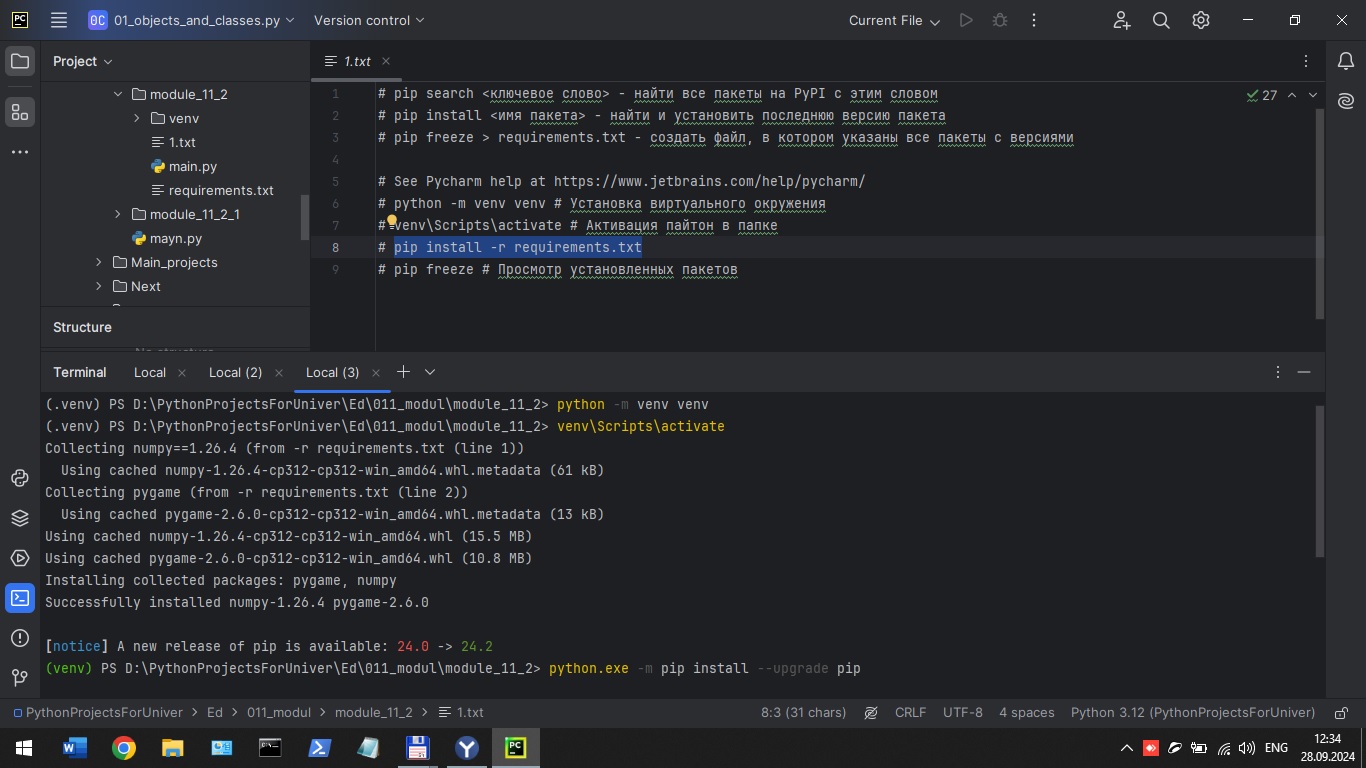 PC
OC 01_objects_and_classes.py Version control Current File
Project
module_11_2
venv
1.txt
main.py
requirements.txt
module_11_2_1
mayn.py
Main_projects
Next
Structure
1.txt
27
1 # pip search <ключевое слово> - найти все пакеты на PyPI с этим словом
2 # pip install <имя пакета> - найти и установить последнюю версию пакета
3 # pip freeze > requirements.txt - создать файл, в котором указаны все пакеты с версиями
4
5 # See Pycharm help at https://www.jetbrains.com/help/pycharm/
6 # python -m venv venv # Установка виртуального окружения
7 # venv\Scripts\activate # Активация пайтон в папке
8 # pip install -r requirements.txt
9 # pip freeze # Просмотр установленных пакетов
Terminal Local Local (2) Local (3)
(.venv) PS D:\PythonProjectsForUniver\Ed\011_modul\module_11_2> python -m venv venv
(.venv) PS D:\PythonProjectsForUniver\Ed\011_modul\module_11_2> venv\Scripts\activate
Collecting numpy==1.26.4 (from -r requirements.txt (line 1))
Using cached numpy-1.26.4-cp312-cp312-win_amd64.whl.metadata (61 kB)
Collecting pygame (from -r requirements.txt (line 2))
Using cached pygame-2.6.0-cp312-cp312-win_amd64.whl.metadata (13 kB)
Using cached numpy-1.26.4-cp312-cp312-win_amd64.whl (15.5 MB)
Using cached pygame-2.6.0-cp312-cp312-win_amd64.whl (10.8 MB)
Installing collected packages: pygame, numpy
Successfully installed numpy-1.26.4 pygame-2.6.0
[notice] A new release of pip is available: 24.0 -> 24.2
(venv) PS D:\PythonProjectsForUniver\Ed\011_modul\module_11_2> python.exe -m pip install --upgrade pip
PythonProjectsForUniver > Ed > 011_modul > module_11_2 > 1.txt 8:3 (31 chars) CRLF UTF-8 4 spaces Python 3.12 (PythonProjectsForUniver)
ENG 12:34
28.09.2024